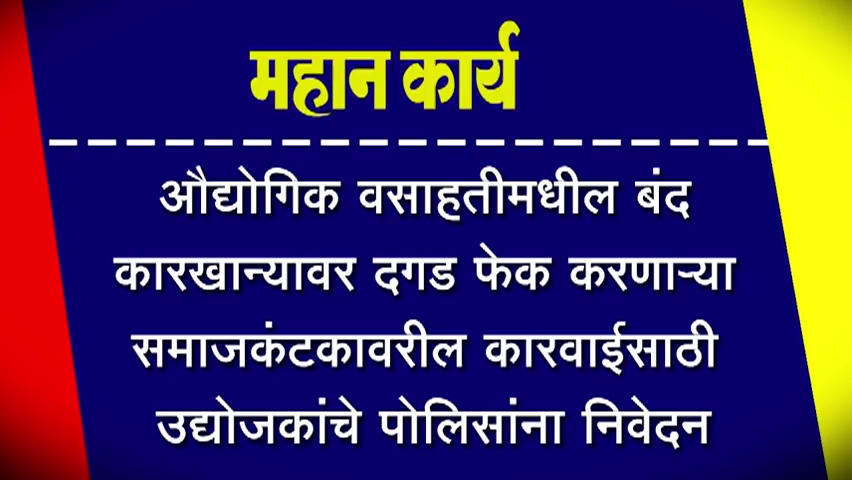 महान कार्य
औद्योगिक वसाहतीमधील बंद
कारखान्यावर दगड फेक करणाऱ्या
समाजकंटकावरील कारवाईसाठी
उद्योजकांचे पोलिसांना निवेदन